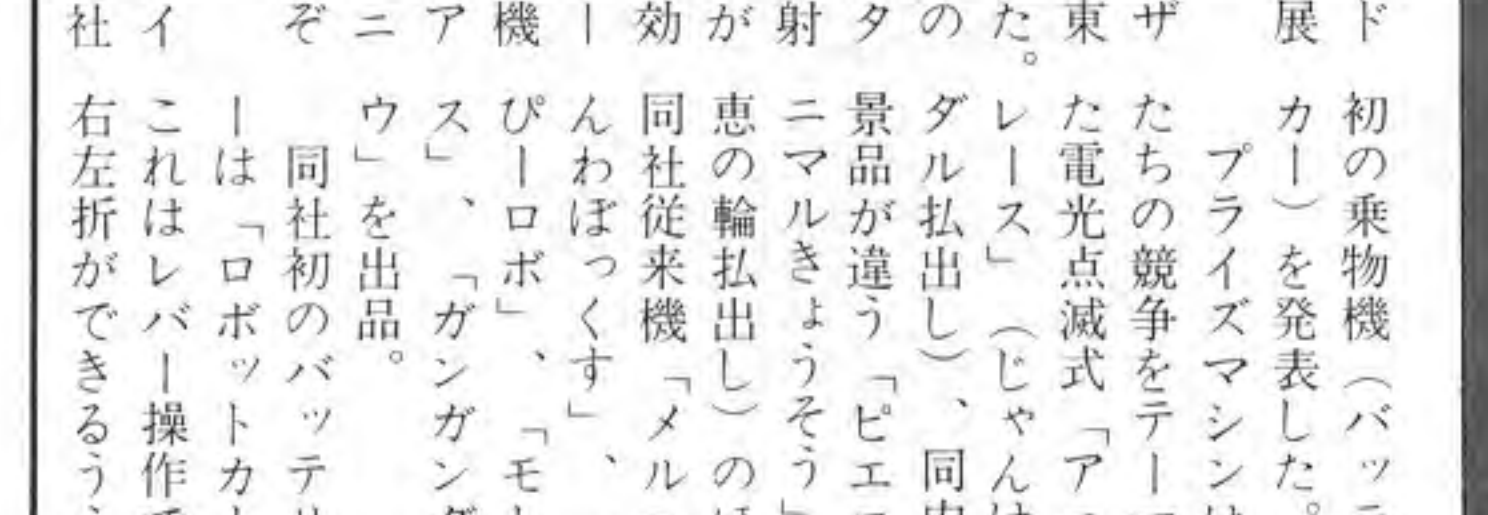 ド
展
ザ
東
た。
の
タ
射
が
効
ー
機
ア
ニ
ぞ
イ
社
初の乗物機（バッ
カー）を発表した。
プライズマシンは
たちの競争をテー
た電光点滅式「ア
レース」（じゃんけ
ダル払出し）、同
景品が違う「ピエ
ニマルきょうそう」
恵の輪払出し）のほ
同社従来機「メル
んわぼっくす」、
ぴーロボ」、「モ
ス」、「ガンガン
ウ」を出品。
同社初のバッテリ
ーは「ロボットカ
これはレバー操作で
右左折ができるう